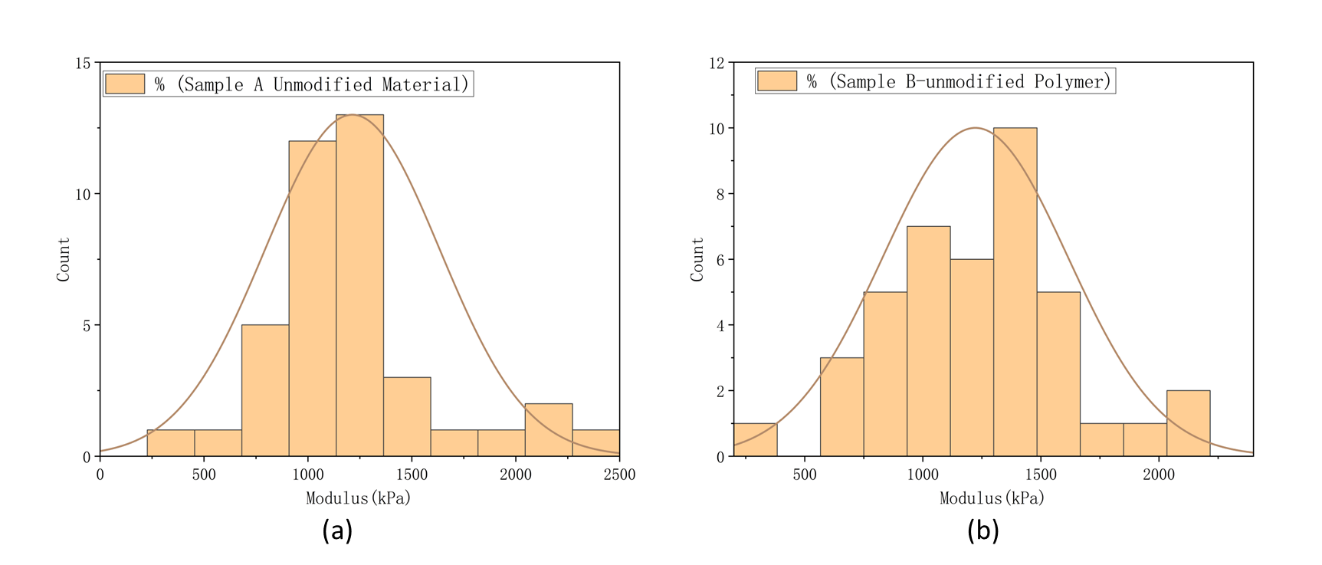 15
% (Sample A Unmodified Material)
10
Count
5
0
0 500 1000 1500 2000 2500
Modulus(kPa)
(a)
12
% (Sample B-unmodified Polymer)
10
8
6
Count
4
2
0
500 1000 1500 2000
Modulus(kPa)
(b)